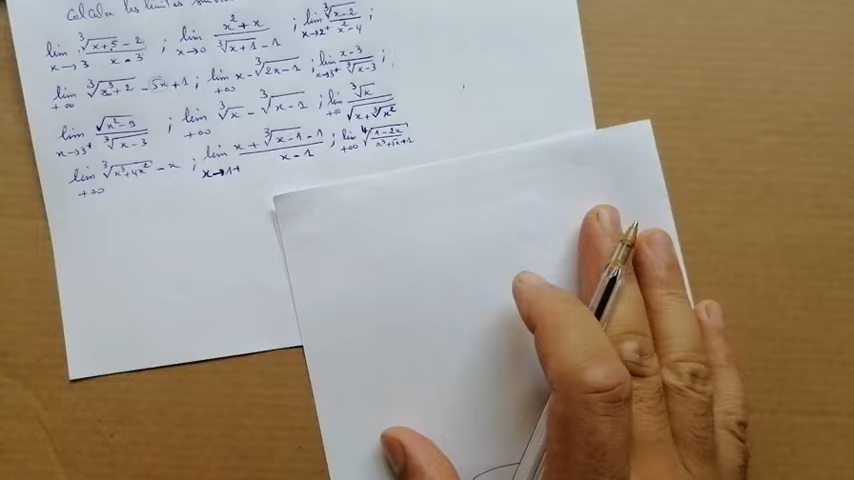 Calculer les limites
lim x→3 (∛(x+5) - 2)/(x - 3) ; lim x→0 (x² + x)/(∛(x+1) - 1) ; lim x→2⁺ ∛(x-2)/(x²-4) ;
lim +∞ ∛(x³+2) - 5x + 1 ; lim +∞ x - ∛(2x-1) ; lim x→3⁺ (x-3)/∛(x-3) ;
lim x→3⁺ √(x²-9)/∛(x-3) ; lim +∞ ∛x - ∛(x-1) ; lim +∞ ∛x/√(x+∛x²)
lim +∞ ∛(x³+4x²) - x ; lim x→1+ (x + ∛(x-1) - 1)/(x-1) ; lim +∞ ∜((1-2x)/(x³+5x+1))